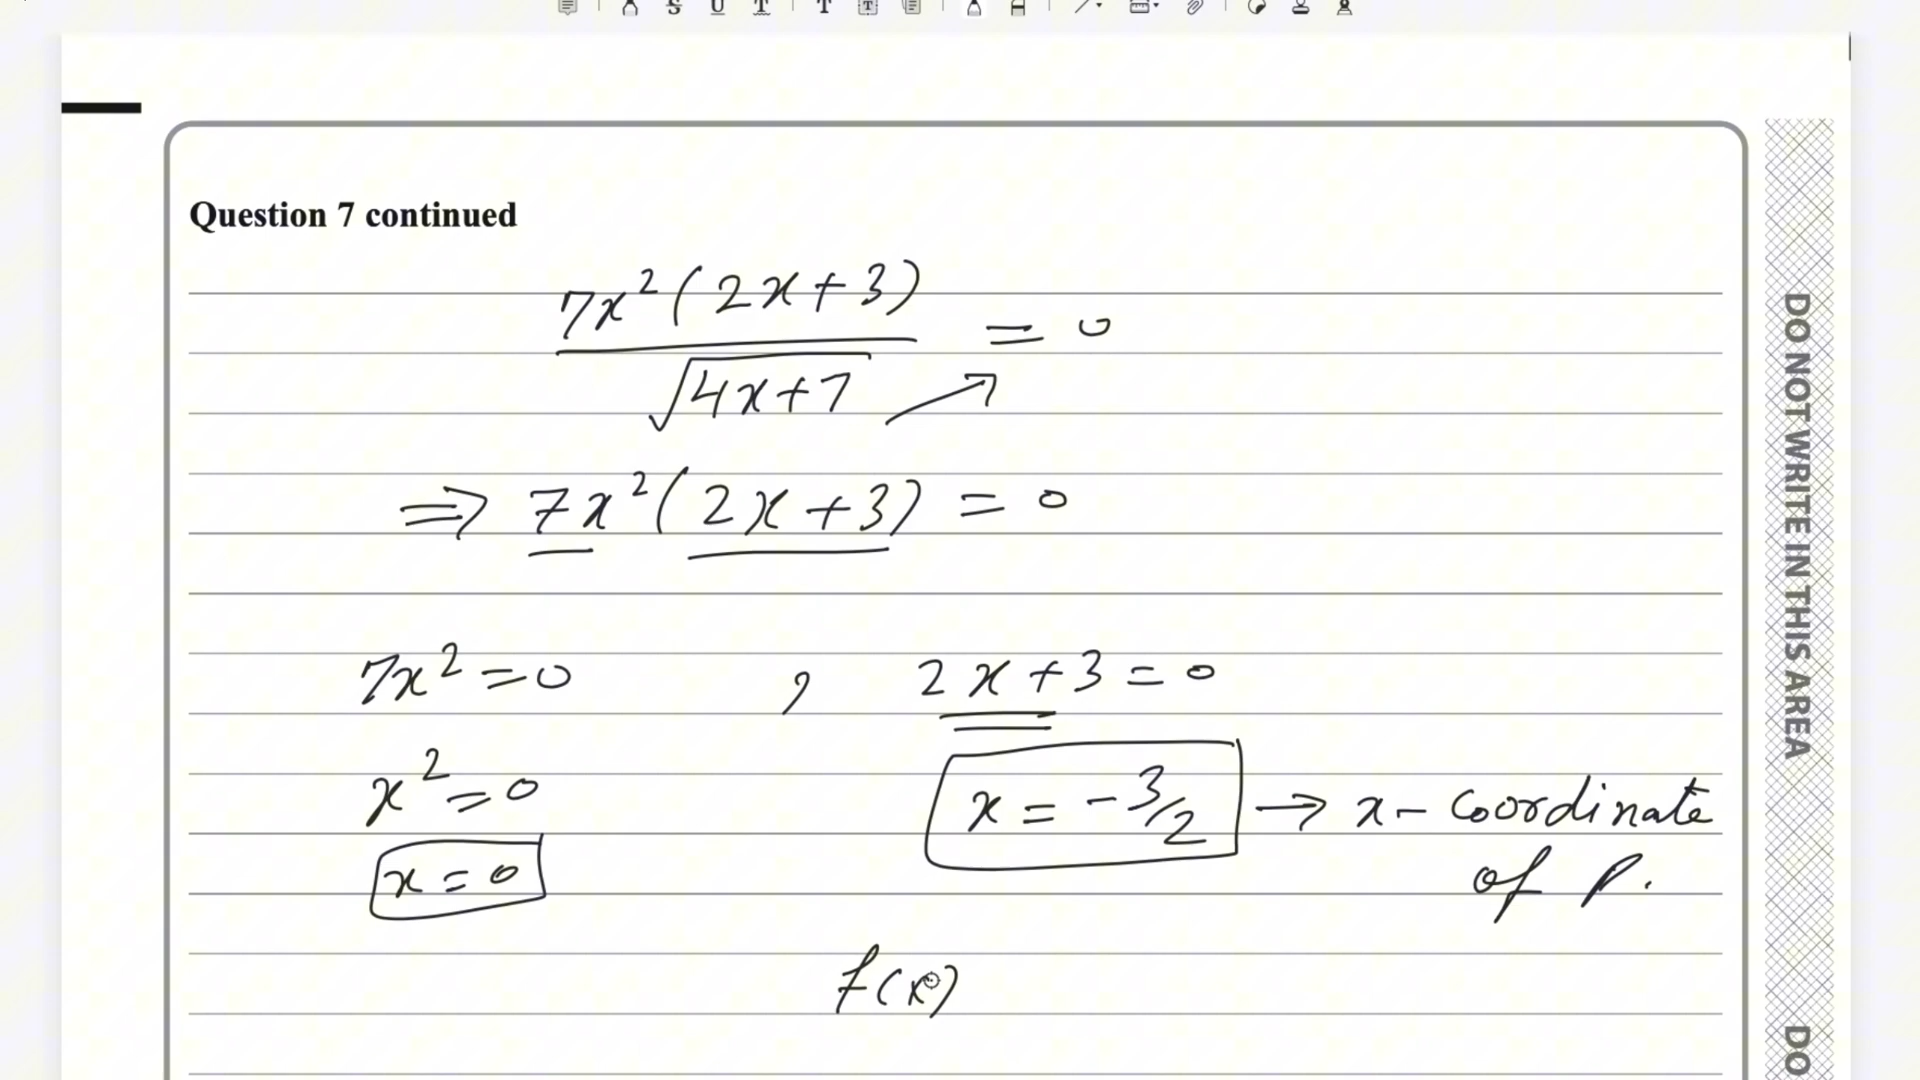 Question 7 continued
7x²(2x+3) / √4x+7 = 0
⇒ 7x²(2x+3) = 0
7x² = 0 , 2x+3 = 0
x² = 0
x = -3/2 → x-coordinate
x = 0
of P.
f(x)
DO NOT WRITE IN THIS AREA
DO